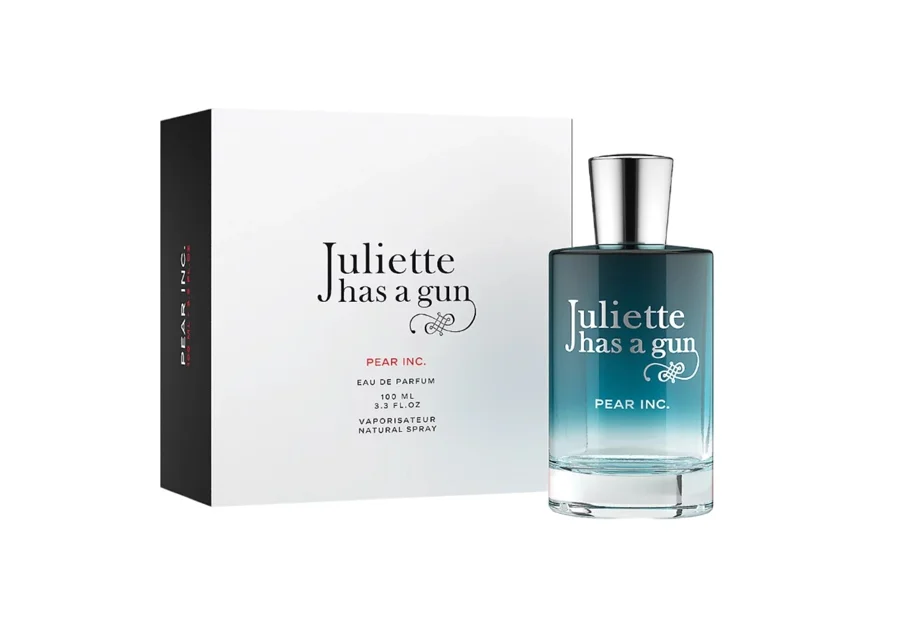 PEAR INC.
Juliette
has a gun
PEAR INC.
EAU DE PARFUM
100 ML
3.3 FL.OZ
VAPORISATEUR
NATURAL SPRAY
Juliette
has a gun
PEAR INC.